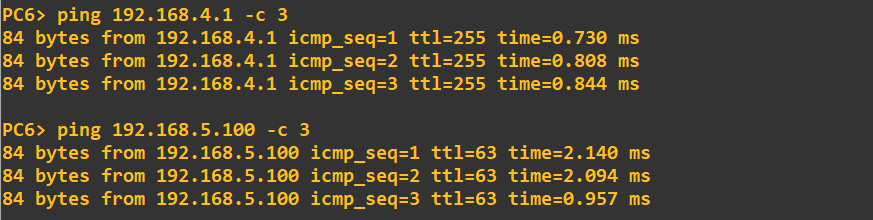 PC6> ping 192.168.4.1 -c 3
84 bytes from 192.168.4.1 icmp_seq=1 ttl=255 time=0.730 ms
84 bytes from 192.168.4.1 icmp_seq=2 ttl=255 time=0.808 ms
84 bytes from 192.168.4.1 icmp_seq=3 ttl=255 time=0.844 ms
PC6> ping 192.168.5.100 -c 3
84 bytes from 192.168.5.100 icmp_seq=1 ttl=63 time=2.140 ms
84 bytes from 192.168.5.100 icmp_seq=2 ttl=63 time=2.094 ms
84 bytes from 192.168.5.100 icmp_seq=3 ttl=63 time=0.957 ms